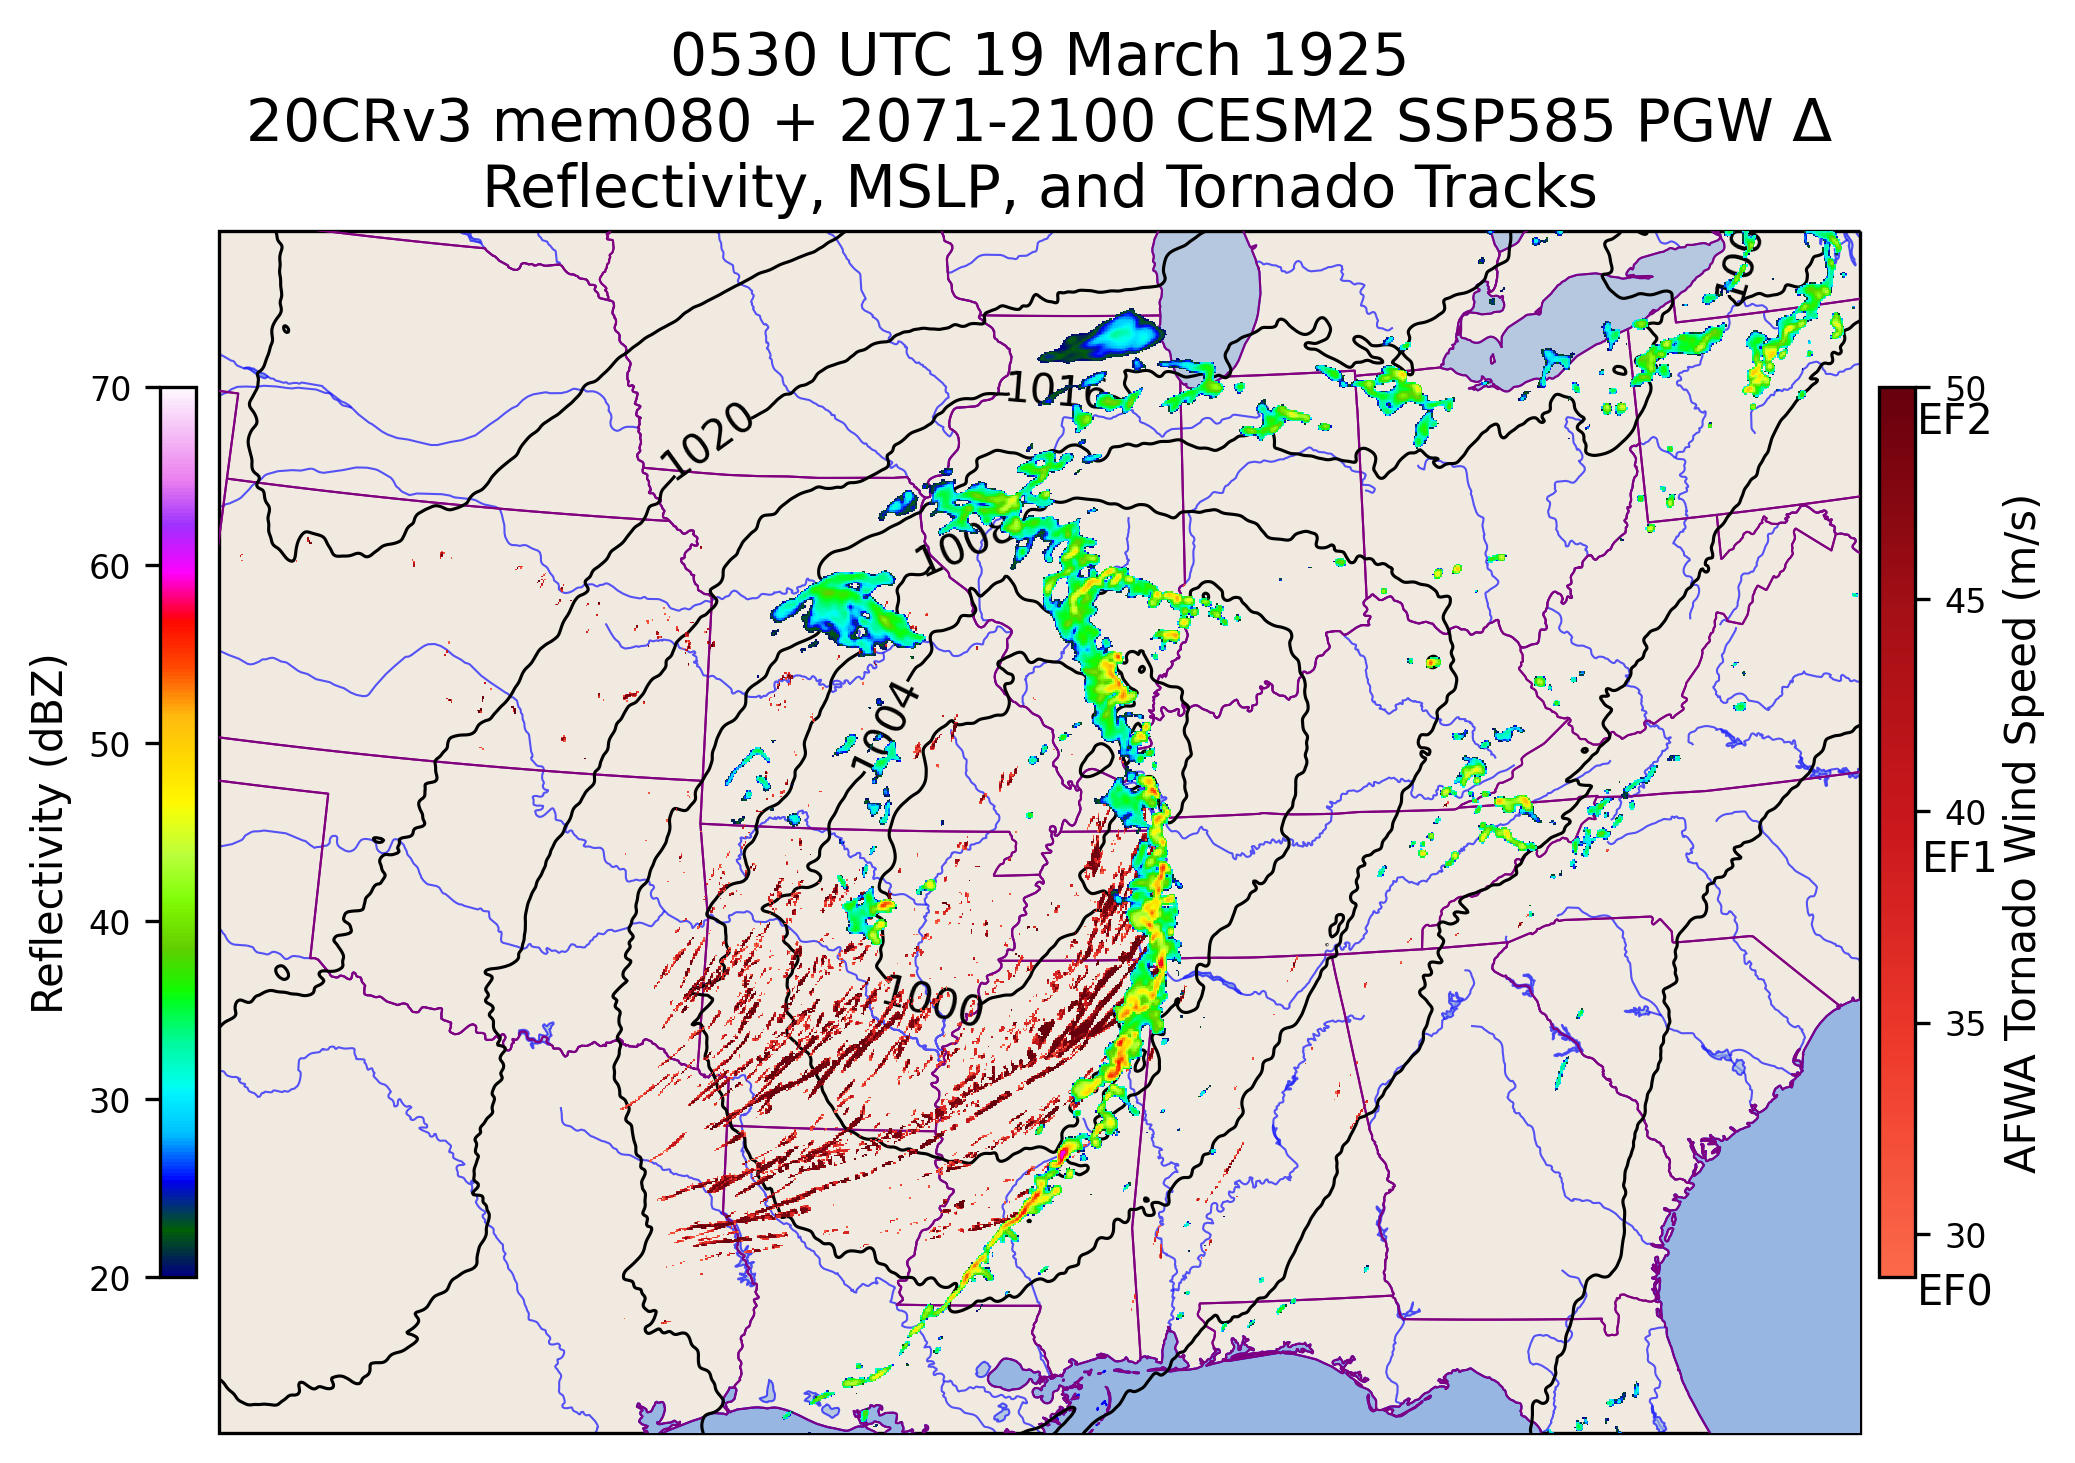 0530 UTC 19 March 1925
20CRv3 mem080 + 2071-2100 CESM2 SSP585 PGW Δ
Reflectivity, MSLP, and Tornado Tracks
70
60
50
40
30
20
Reflectivity (dBZ)
1020
1016
1008
1004
1000
50
EF2
45
40
EF1
35
30
EF0
AFWA Tornado Wind Speed (m/s)